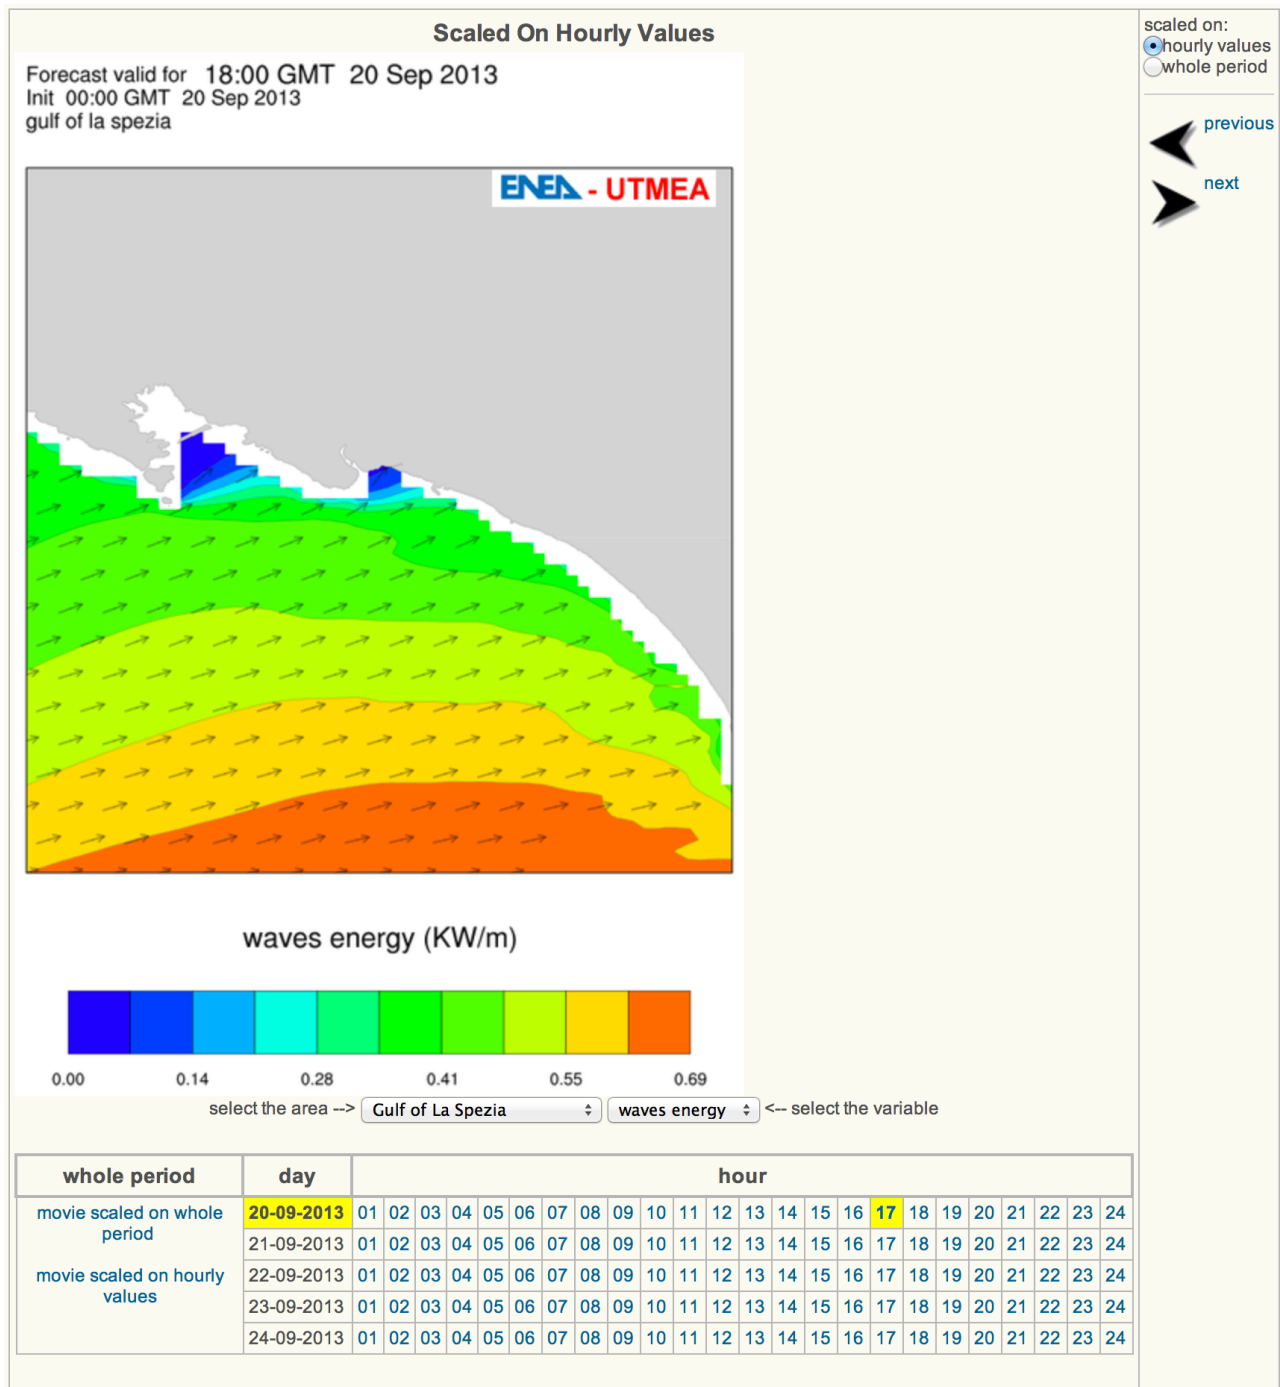 Scaled On Hourly Values
scaled on:
hourly values
whole period
previous
next
Forecast valid for 18:00 GMT 20 Sep 2013
Init 00:00 GMT 20 Sep 2013
gulf of la spezia
ENEA - UTMEA
waves energy (KW/m)
0.00 0.14 0.28 0.41 0.55 0.69
select the area --> Gulf of La Spezia waves energy <-- select the variable
whole period day hour
movie scaled on whole period
movie scaled on hourly values
20-09-2013 01 02 03 04 05 06 07 08 09 10 11 12 13 14 15 16 17 18 19 20 21 22 23 24
21-09-2013 01 02 03 04 05 06 07 08 09 10 11 12 13 14 15 16 17 18 19 20 21 22 23 24
22-09-2013 01 02 03 04 05 06 07 08 09 10 11 12 13 14 15 16 17 18 19 20 21 22 23 24
23-09-2013 01 02 03 04 05 06 07 08 09 10 11 12 13 14 15 16 17 18 19 20 21 22 23 24
24-09-2013 01 02 03 04 05 06 07 08 09 10 11 12 13 14 15 16 17 18 19 20 21 22 23 24